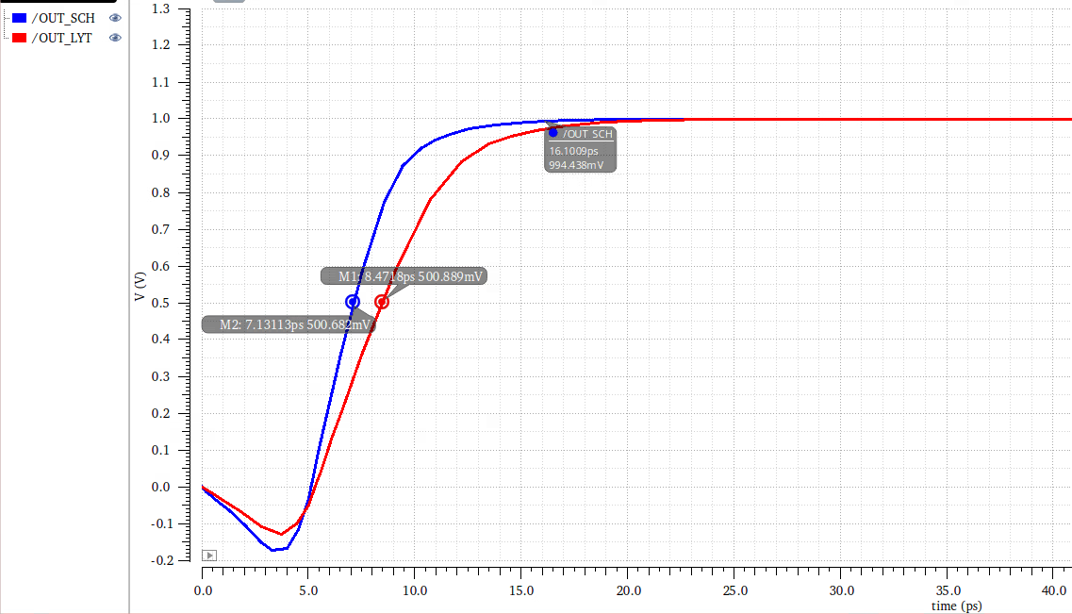 /OUT_SCH
/OUT_LYT
1.3
1.2
1.1
1.0
0.9
0.8
0.7
0.6
0.5
0.4
0.3
0.2
0.1
0.0
-0.1
-0.2
V (V)
/OUT SCH
16.1009ps
994.438mV
M1: 8.4718ps 500.889mV
M2: 7.13113ps 500.682mV
0.0 5.0 10.0 15.0 20.0 25.0 30.0 35.0 40.0
time (ps)